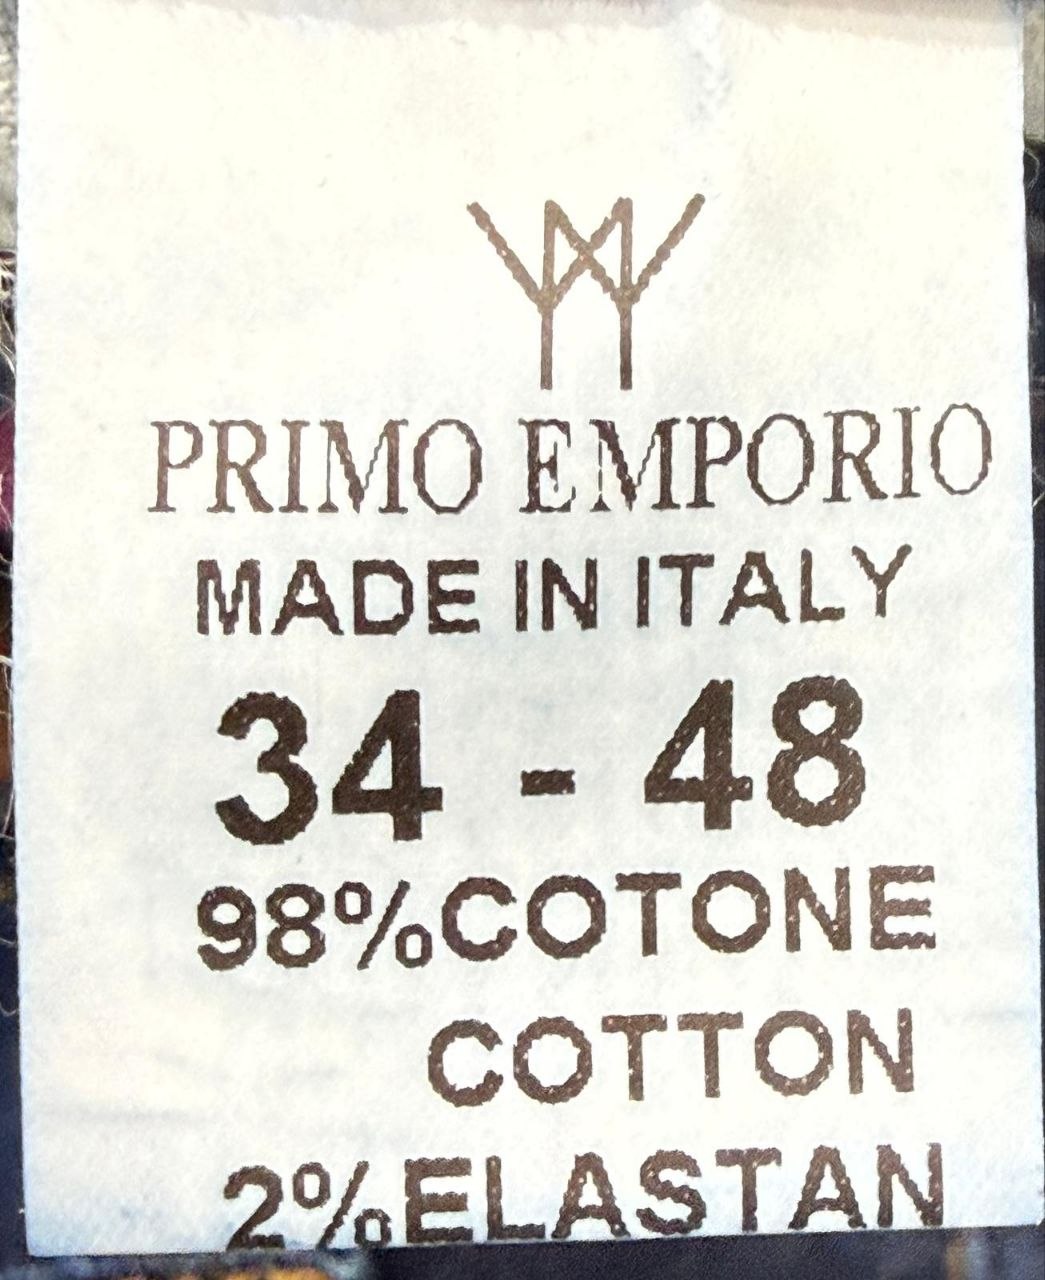 PRIMO EMPORIO
MADE IN ITALY
34 - 48
98%COTONE
COTTON
2%ELASTAN